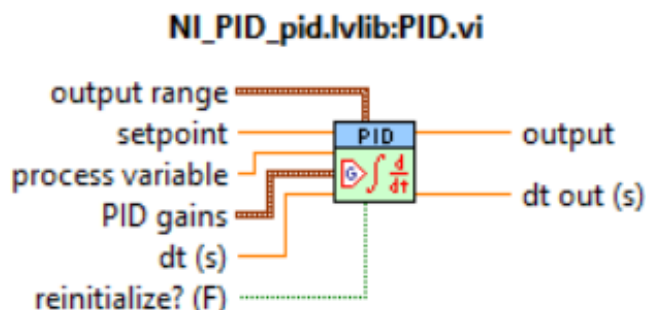 NI_PID_pid.lvlib:PID.vi
output range
setpoint
process variable
PID gains
dt (s)
reinitialize? (F)
PID
G ∫ d/dt
output
dt out (s)